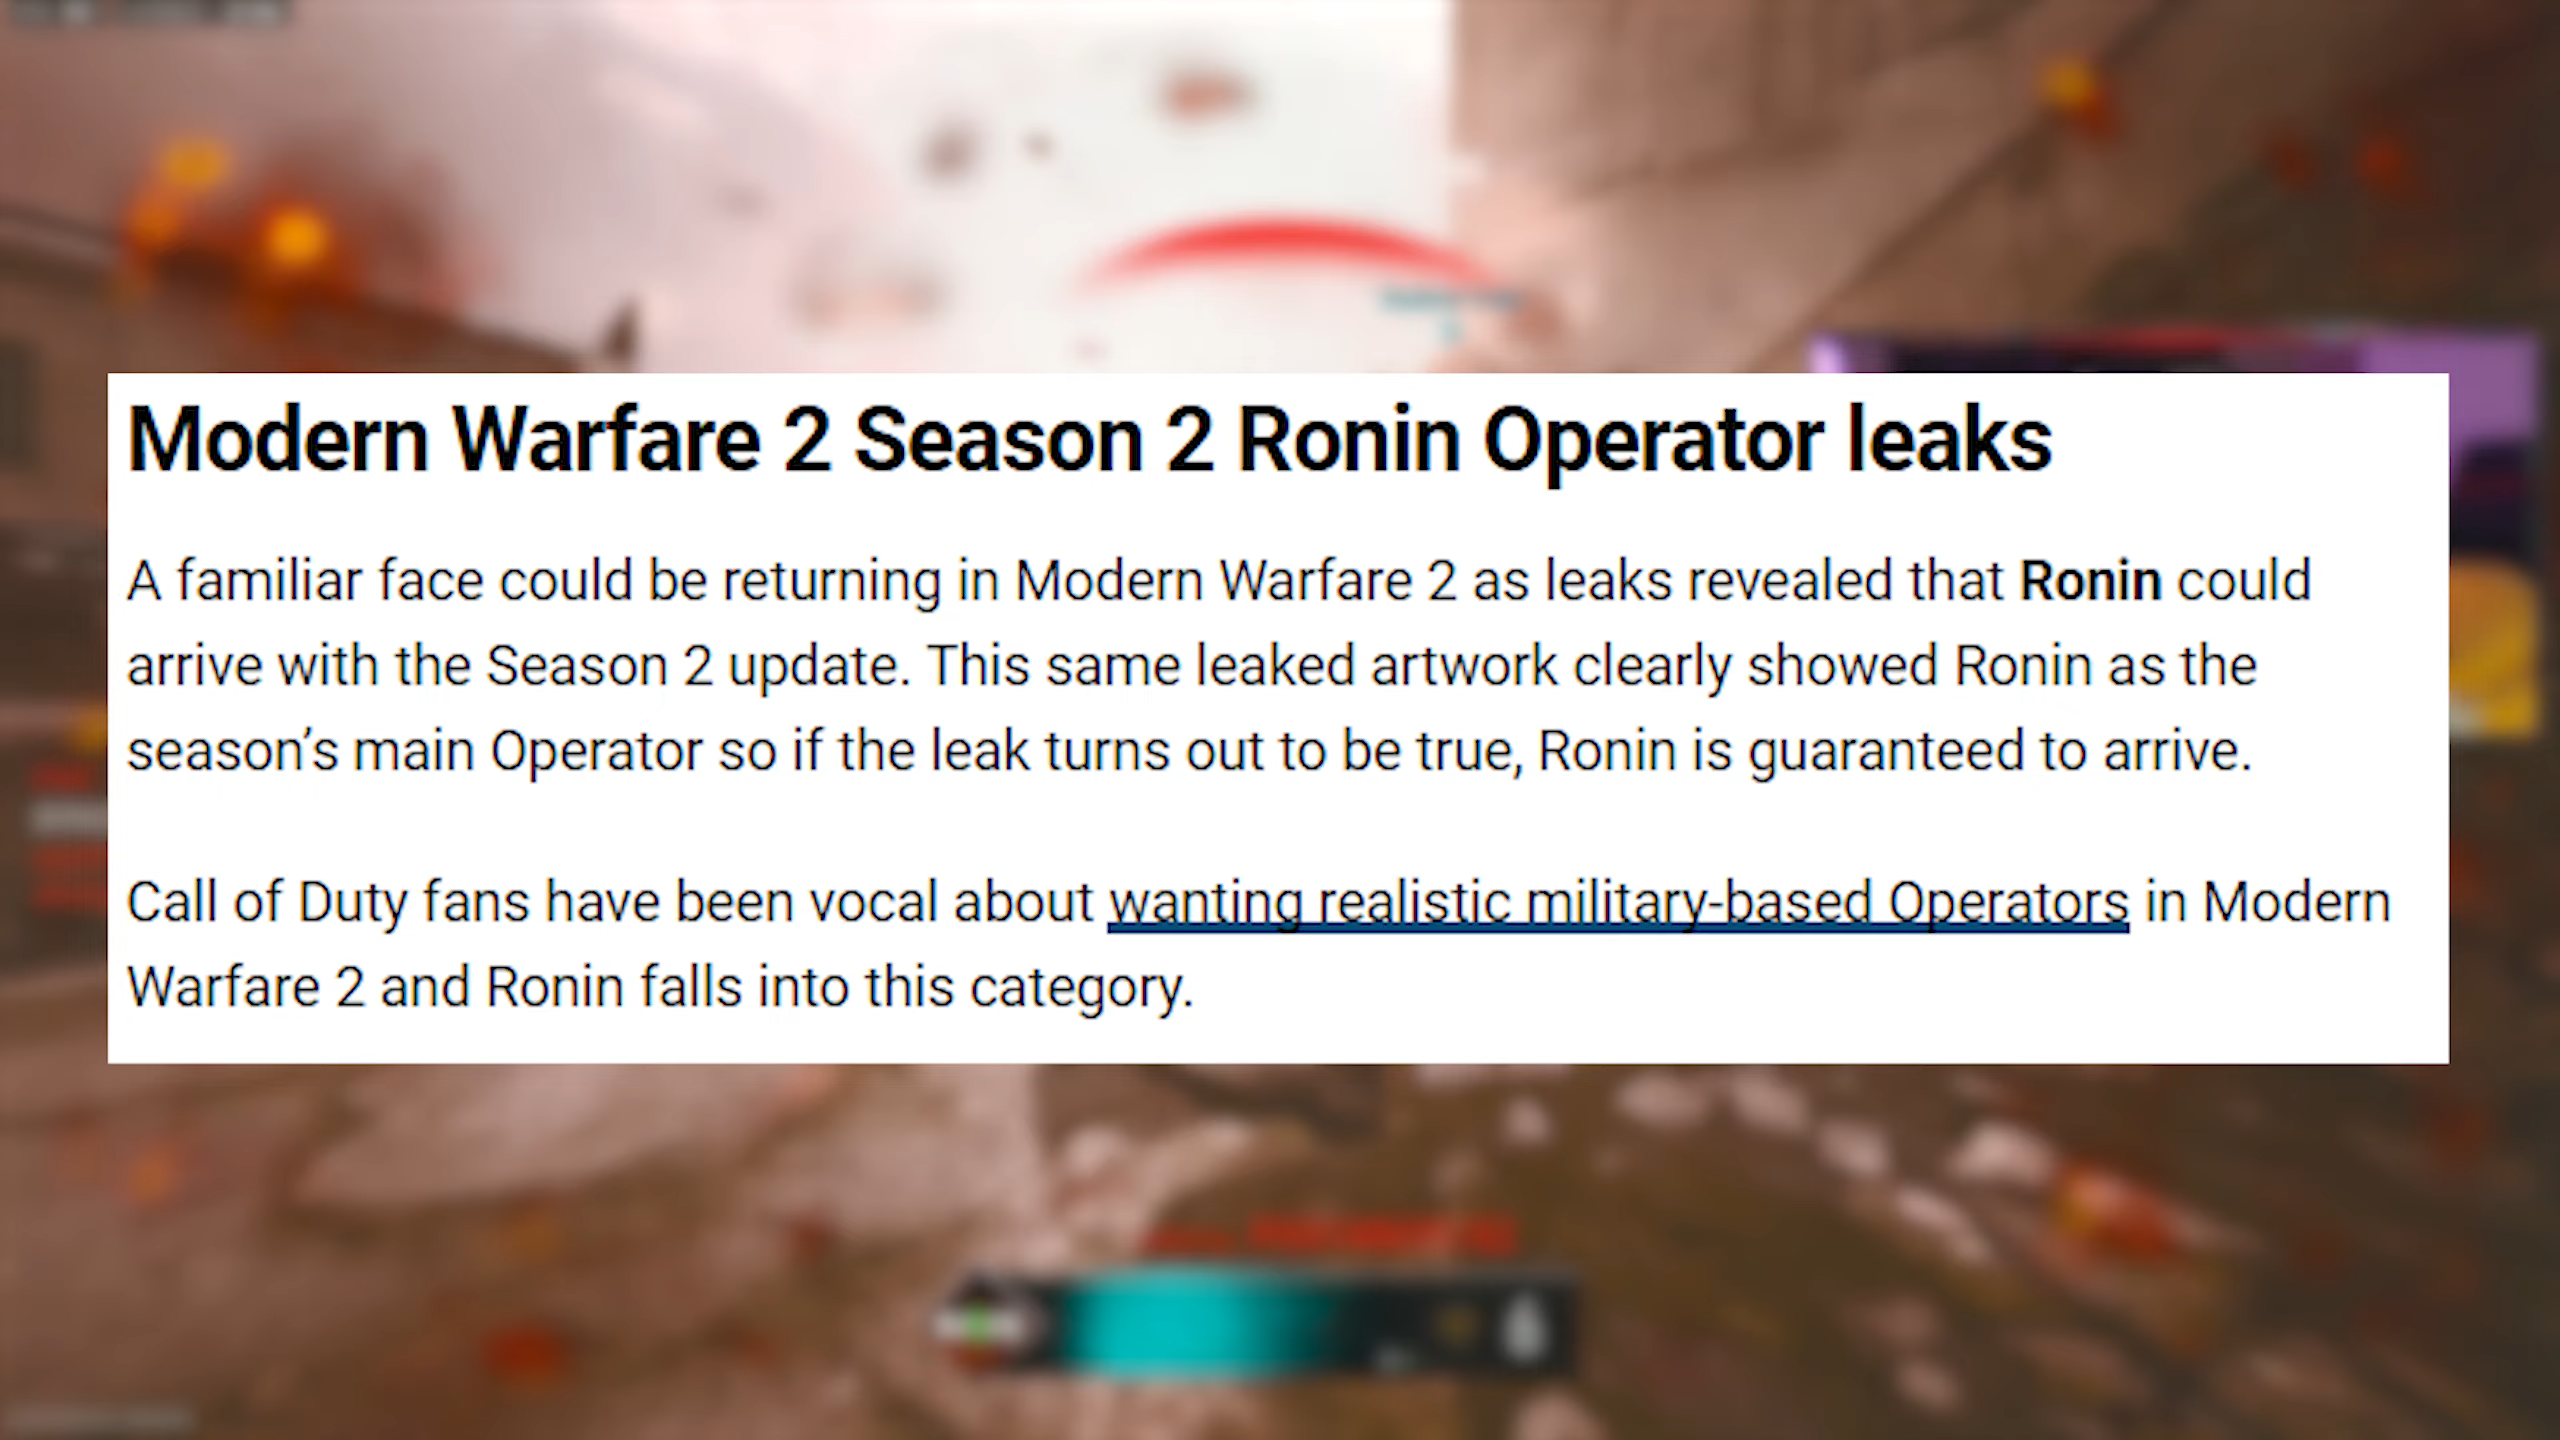 Modern Warfare 2 Season 2 Ronin Operator leaks
A familiar face could be returning in Modern Warfare 2 as leaks revealed that Ronin could
arrive with the Season 2 update. This same leaked artwork clearly showed Ronin as the
season’s main Operator so if the leak turns out to be true, Ronin is guaranteed to arrive.
Call of Duty fans have been vocal about wanting realistic military-based Operators in Modern
Warfare 2 and Ronin falls into this category.